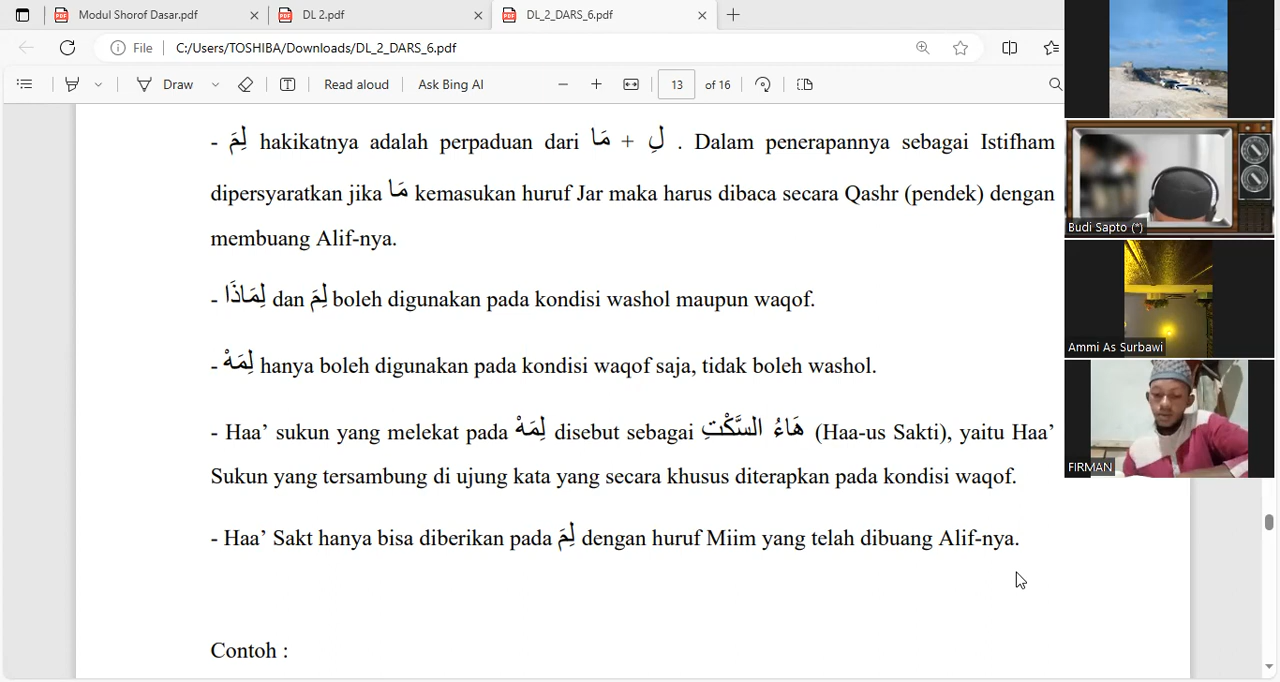 Modul Shorof Dasar.pdf
DL 2.pdf
DL_2_DARS_6.pdf
File C:/Users/TOSHIBA/Downloads/DL_2_DARS_6.pdf
Draw Read aloud Ask Bing AI 13 of 16
- لِمَ hakikatnya adalah perpaduan dari لِ + مَا . Dalam penerapannya sebagai Istifham
dipersyaratkan jika مَا kemasukan huruf Jar maka harus dibaca secara Qashr (pendek) dengan
membuang Alif-nya.
- لِمَاذَا dan لِمَ boleh digunakan pada kondisi washol maupun waqof.
- لِمَهْ hanya boleh digunakan pada kondisi waqof saja, tidak boleh washol.
- Haa’ sukun yang melekat pada لِمَهْ disebut sebagai هَاءُ السَّكْتِ (Haa-us Sakti), yaitu Haa’
Sukun yang tersambung di ujung kata yang secara khusus diterapkan pada kondisi waqof.
- Haa’ Sakt hanya bisa diberikan pada لِمَ dengan huruf Miim yang telah dibuang Alif-nya.
Contoh :
Budi Sapto (*)
Ammi As Surbawi
FIRMAN